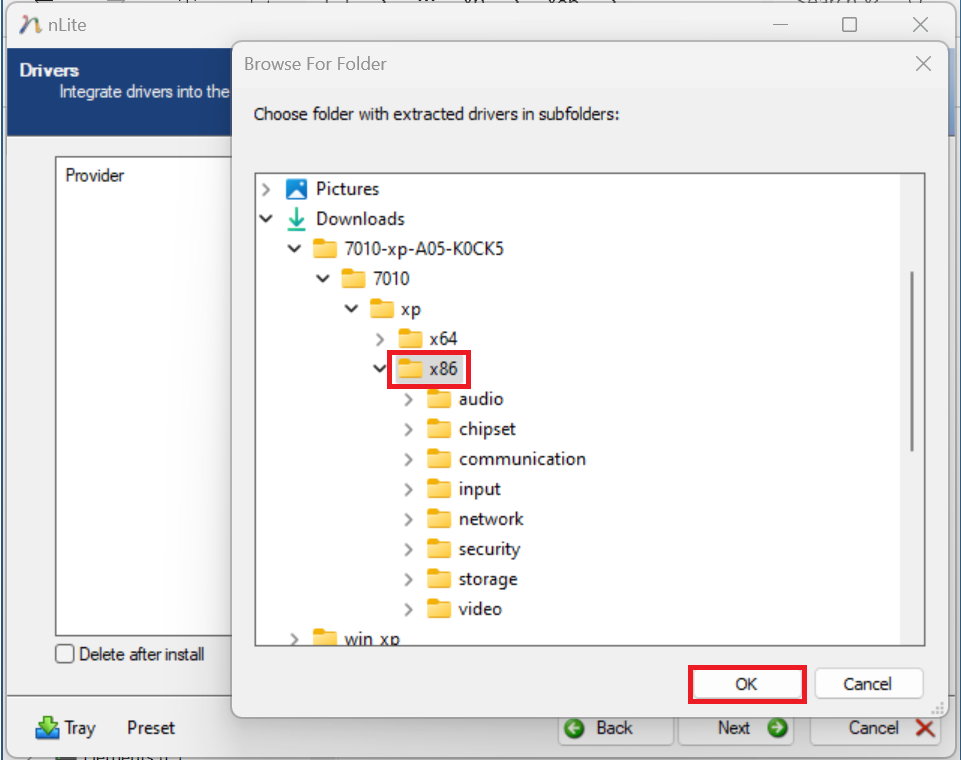 nLite
Drivers
Integrate drivers into the
Browse For Folder
Choose folder with extracted drivers in subfolders:
Provider
Pictures
Downloads
7010-xp-A05-K0CK5
7010
xp
x64
x86
audio
chipset
communication
input
network
security
storage
video
win xp
Delete after install
OK
Cancel
Tray
Preset
Back
Next
Cancel